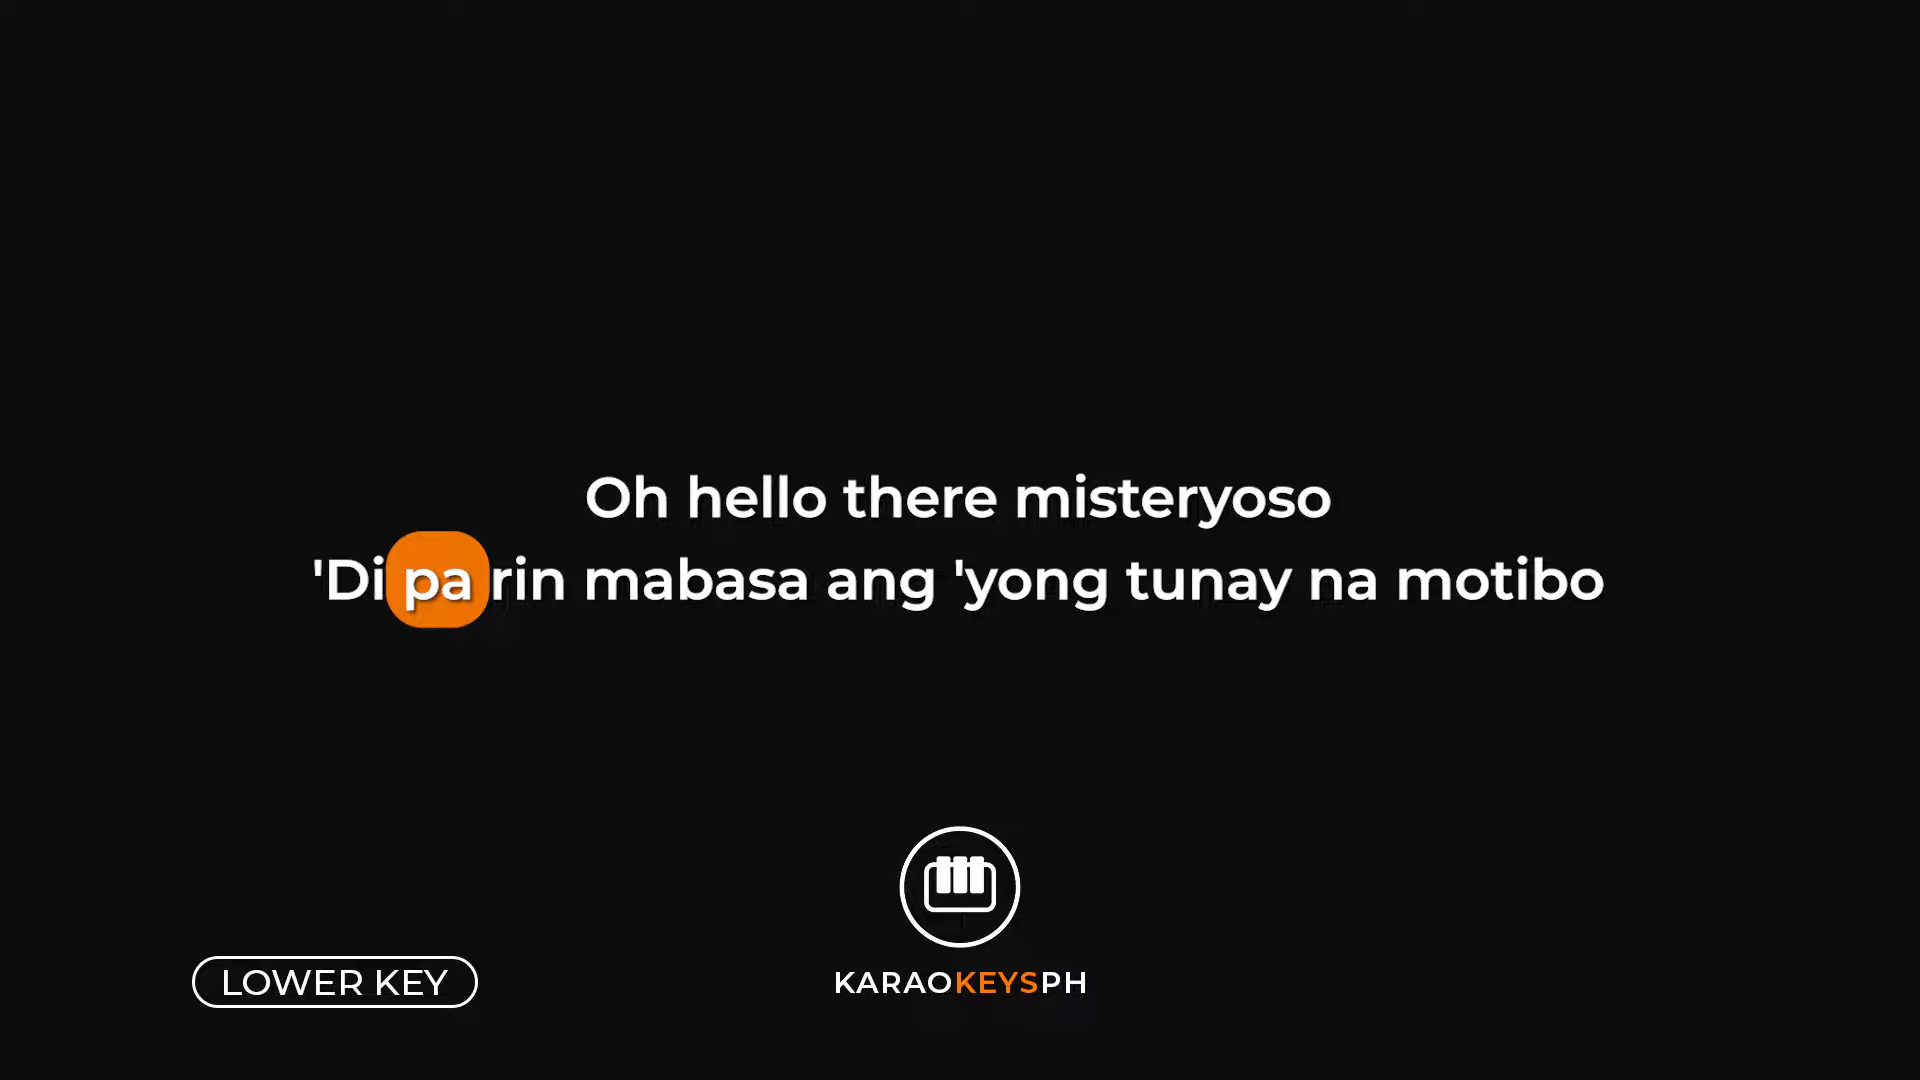 Oh hello there misteryoso
'Di pa rin mabasa ang 'yong tunay na motibo
LOWER KEY
KARAOKEYSPH